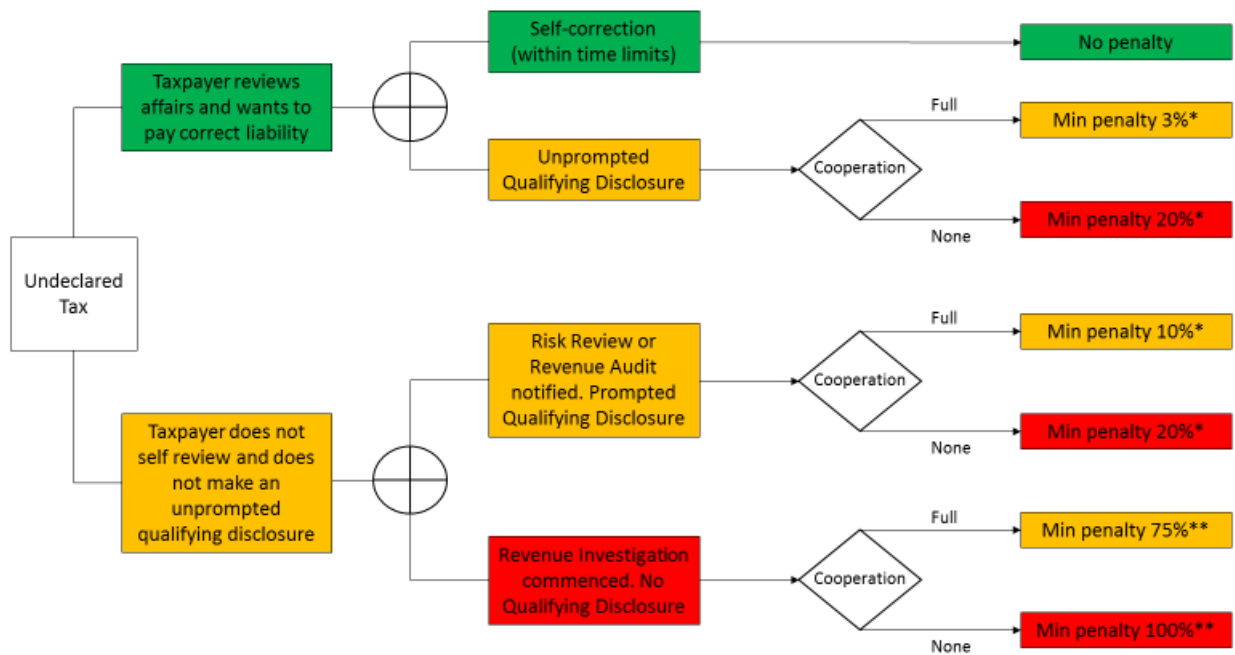 Undeclared
Tax
Taxpayer reviews
affairs and wants to
pay correct liability
Self-correction
(within time limits)
No penalty
Unprompted
Qualifying Disclosure
Cooperation
Full
Min penalty 3%*
None
Min penalty 20%*
Taxpayer does not
self review and does
not make an
unprompted
qualifying disclosure
Risk Review or
Revenue Audit
notified. Prompted
Qualifying Disclosure
Cooperation
Full
Min penalty 10%*
None
Min penalty 20%*
Revenue Investigation
commenced. No
Qualifying Disclosure
Cooperation
Full
Min penalty 75%**
None
Min penalty 100%**